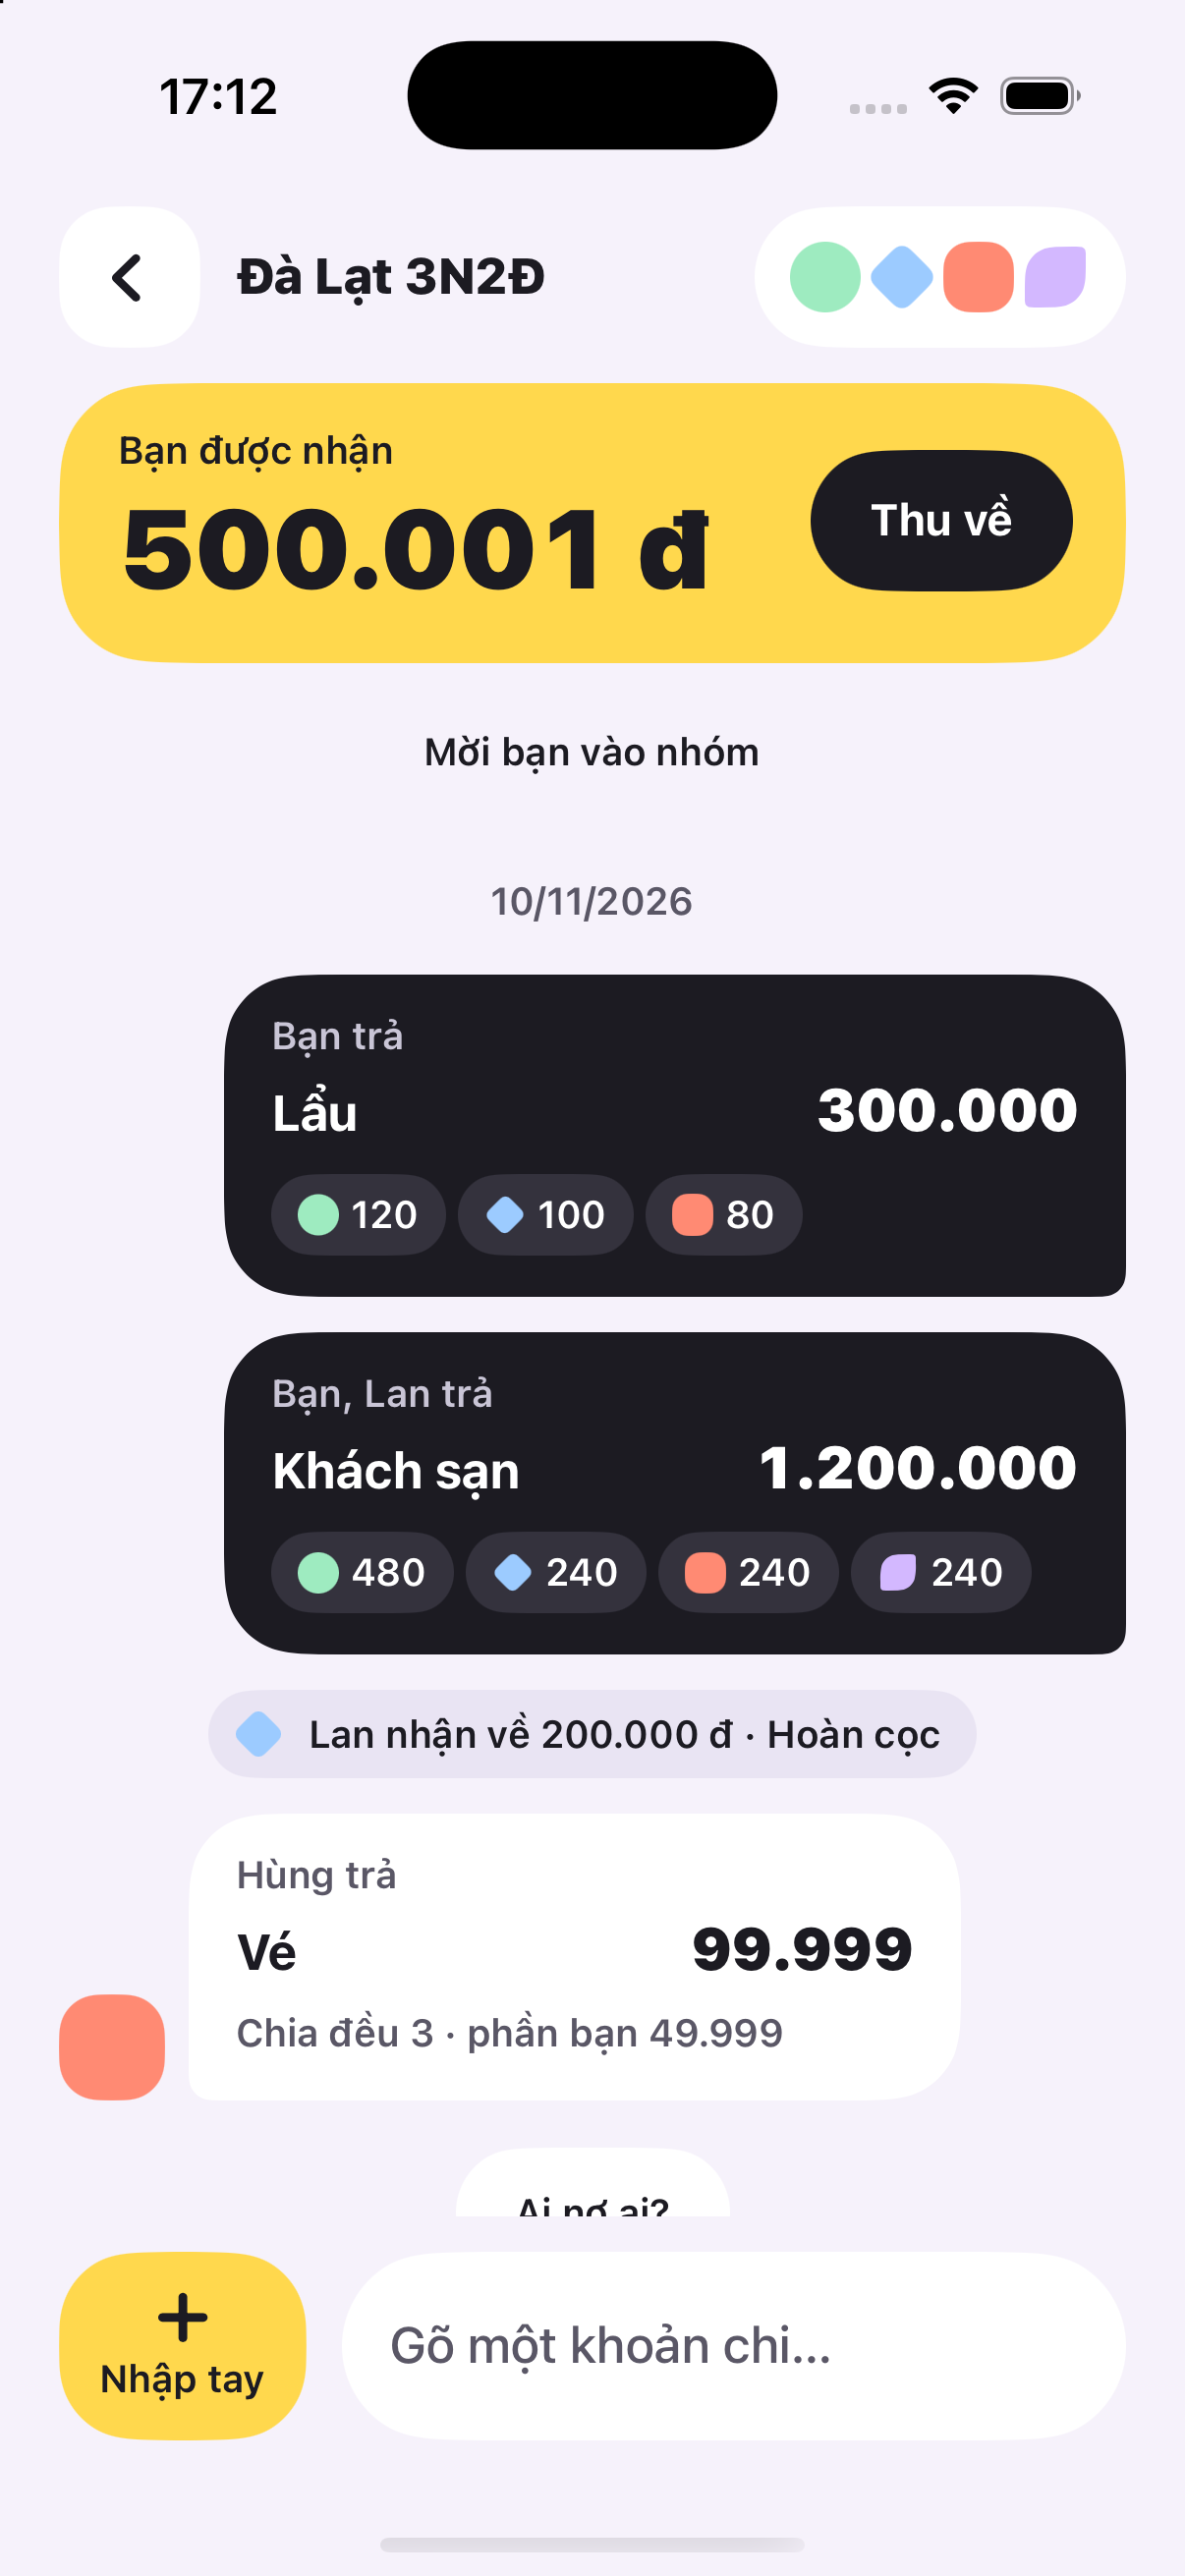 17:12
Đà Lạt 3N2Đ
Bạn được nhận
500.001 đ
Thu về
Mời bạn vào nhóm
10/11/2026
Bạn trả
Lẩu 300.000
120 100 80
Bạn, Lan trả
Khách sạn 1.200.000
480 240 240 240
Lan nhận về 200.000 đ · Hoàn cọc
Hùng trả
Vé 99.999
Chia đều 3 · phần bạn 49.999
Ai nợ ai?
Nhập tay
Gõ một khoản chi...